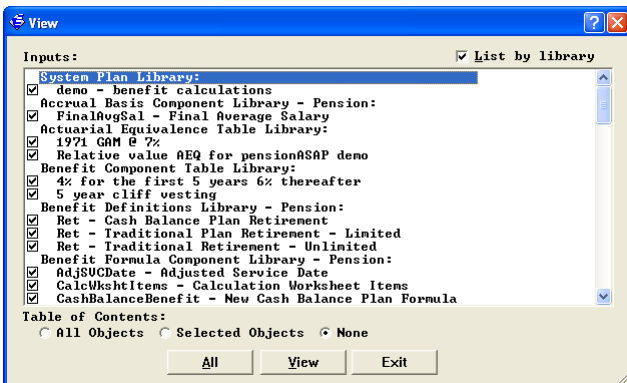 View
Inputs:
List by library
System Plan Library:
demo - benefit calculations
Accrual Basis Component Library - Pension:
FinalAvgSal - Final Average Salary
Actuarial Equivalence Table Library:
1971 GAM @ 7%
Relative value AEQ for pensionASAP demo
Benefit Component Table Library:
4% for the first 5 years 6% thereafter
5 year cliff vesting
Benefit Definitions Library - Pension:
Ret - Cash Balance Plan Retirement
Ret - Traditional Plan Retirement - Limited
Ret - Traditional Retirement - Unlimited
Benefit Formula Component Library - Pension:
AdjSVCDate - Adjusted Service Date
CalcWkshtItems - Calculation Worksheet Items
CashBalanceBenefit - New Cash Balance Plan Formula
Table of Contents:
All Objects Selected Objects None
All View Exit